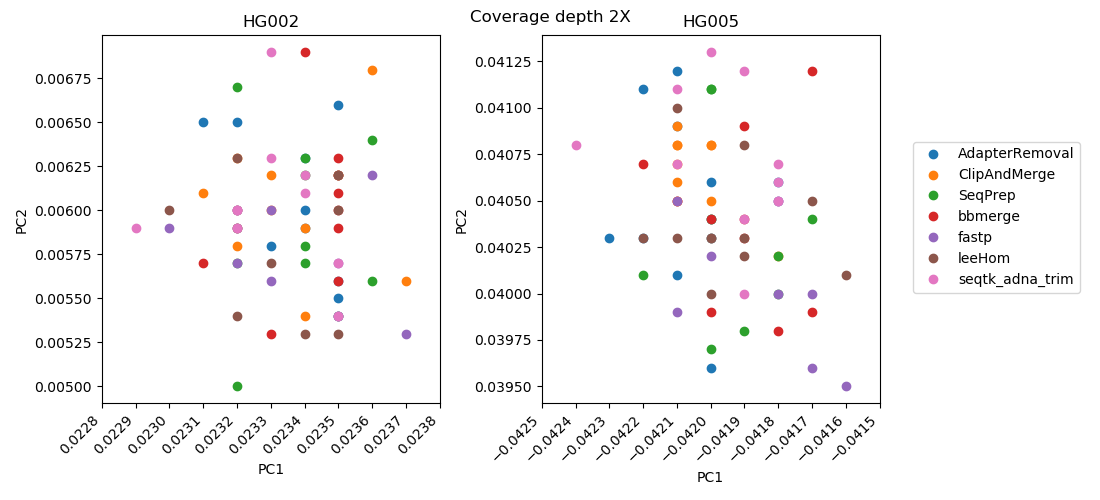 Coverage depth 2X
HG002
0.00675
0.00650
0.00625
0.00600
0.00575
0.00550
0.00525
0.00500
PC2
0.0228
0.0229
0.0230
0.0231
0.0232
0.0233
0.0234
0.0235
0.0236
0.0237
0.0238
PC1
HG005
0.04125
0.04100
0.04075
0.04050
0.04025
0.04000
0.03975
0.03950
PC2
−0.0425
−0.0424
−0.0423
−0.0422
−0.0421
−0.0420
−0.0419
−0.0418
−0.0417
−0.0416
−0.0415
PC1
AdapterRemoval
ClipAndMerge
SeqPrep
bbmerge
fastp
leeHom
seqtk_adna_trim